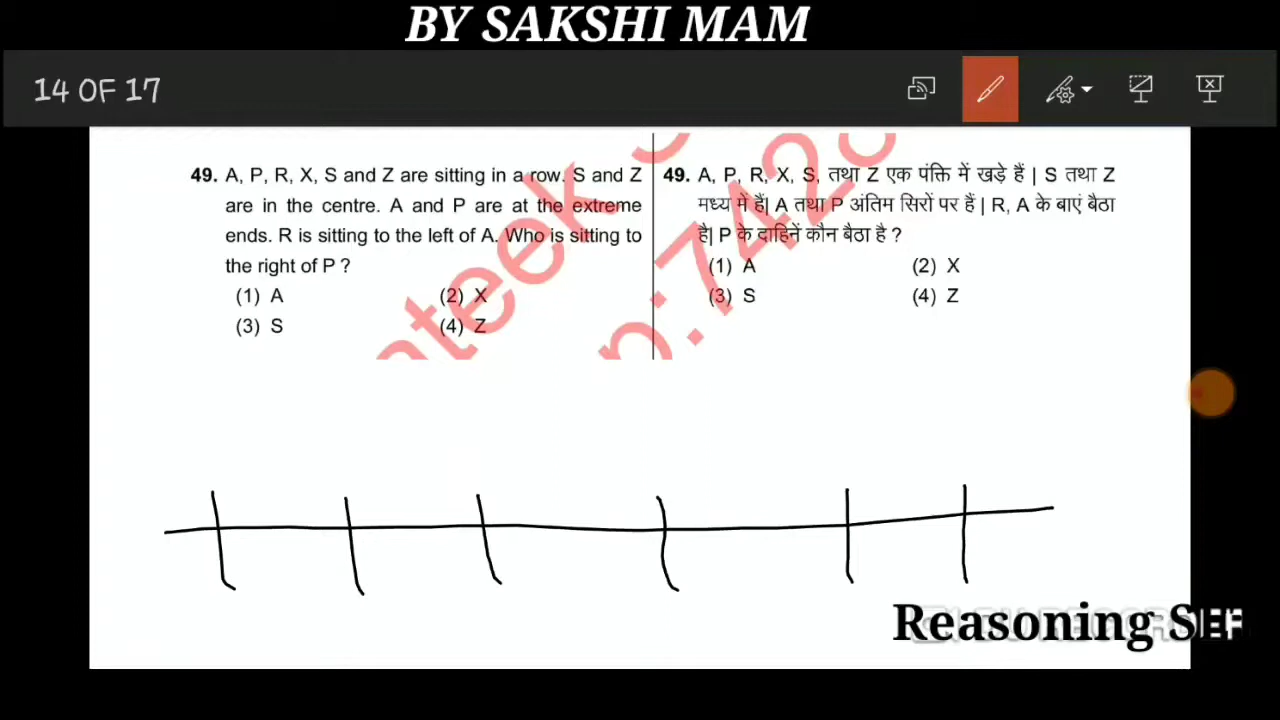 BY SAKSHI MAM
14 OF 17
49. A, P, R, X, S and Z are sitting in a row. S and Z
are in the centre. A and P are at the extreme
ends. R is sitting to the left of A. Who is sitting to
the right of P ?
(1) A (2) X
(3) S (4) Z
49. A, P, R, X, S, तथा Z एक पंक्ति में खड़े हैं | S तथा Z
मध्य में हैं| A तथा P अंतिम सिरों पर हैं | R, A के बाएं बैठा
है| P के दाहिनें कौन बैठा है ?
(1) A (2) X
(3) S (4) Z
Reasoning